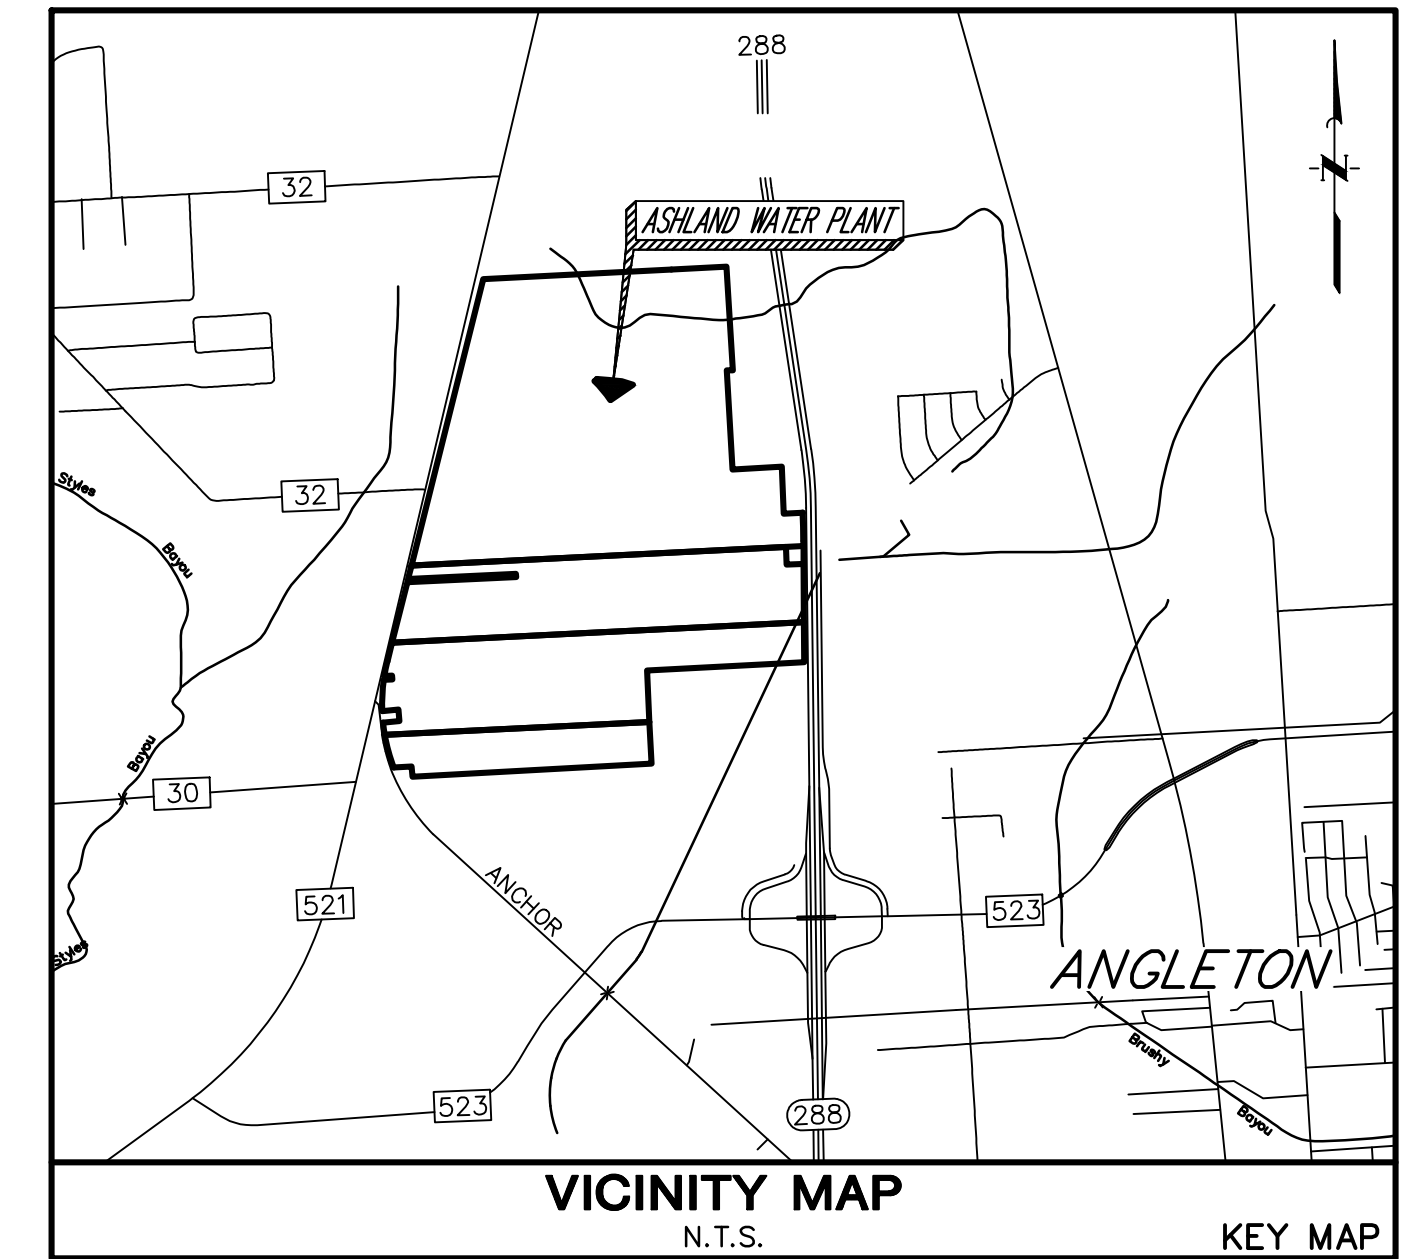 288
32
ASHLAND WATER PLANT
N
32
Styles
Bayou
Bayou
30
521
ANCHOR
523
Styles
ANGLETON
Brushy
523
288
Bayou
VICINITY MAP
N.T.S.
KEY MAP